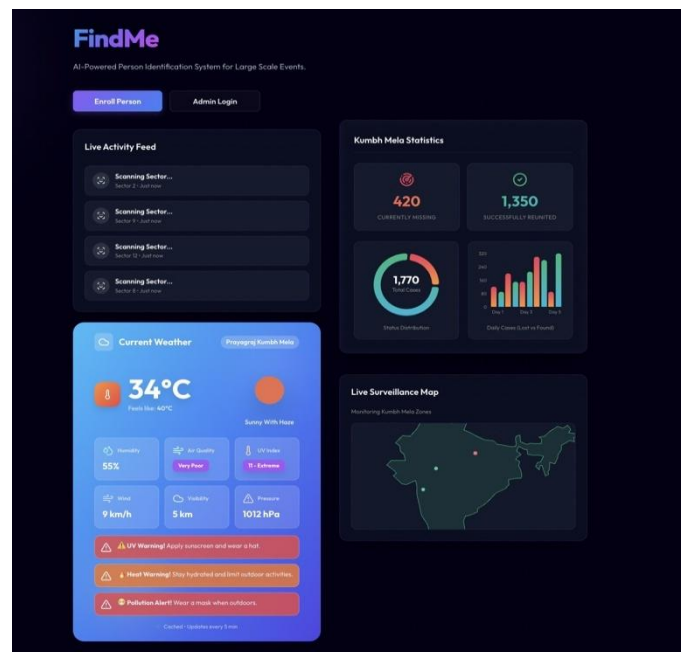 FindMe
AI-Powered Person Identification System for Large Scale Events.
Enroll Person
Admin Login
Live Activity Feed
Scanning Sector...
Sector 2 • Just now
Scanning Sector...
Sector 9 • Just now
Scanning Sector...
Sector 12 • Just now
Scanning Sector...
Sector 8 • Just now
Kumbh Mela Statistics
420
CURRENTLY MISSING
1,350
SUCCESSFULLY REUNITED
1,770
Total Cases
Status Distribution
Day 1 Day 3 Day 5
Daily Cases (Lost vs Found)
Current Weather
Prayagraj Kumbh Mela
34°C
Feels like: 40°C
Sunny With Haze
Humidity
55%
Air Quality
Very Poor
UV Index
11 - Extreme
Wind
9 km/h
Visibility
5 km
Pressure
1012 hPa
UV Warning! Apply sunscreen and wear a hat.
Heat Warning! Stay hydrated and limit outdoor activities.
Pollution Alert! Wear a mask when outdoors.
Cached • Updates every 5 min
Live Surveillance Map
Monitoring Kumbh Mela Zones